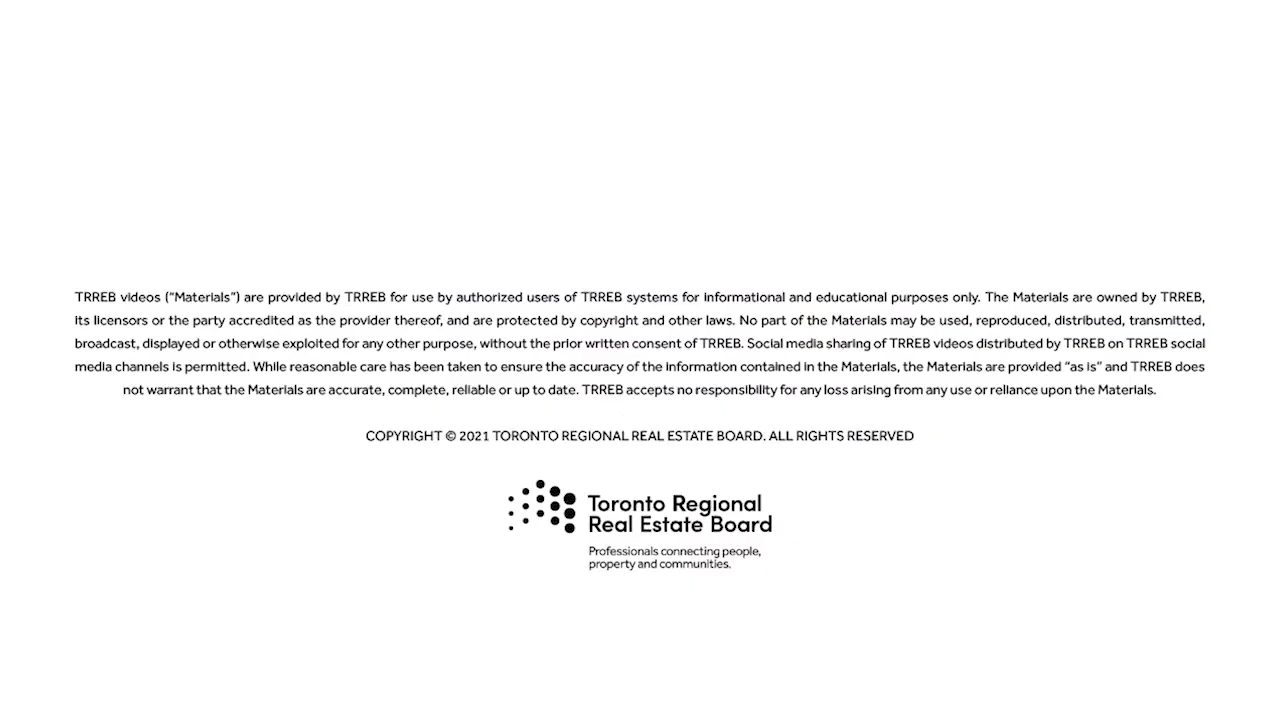 TRREB videos (“Materials”) are provided by TRREB for use by authorized users of TRREB systems for informational and educational purposes only. The Materials are owned by TRREB,
its licensors or the party accredited as the provider thereof, and are protected by copyright and other laws. No part of the Materials may be used, reproduced, distributed, transmitted,
broadcast, displayed or otherwise exploited for any other purpose, without the prior written consent of TRREB. Social media sharing of TRREB videos distributed by TRREB on TRREB social
media channels is permitted. While reasonable care has been taken to ensure the accuracy of the information contained in the Materials, the Materials are provided “as is” and TRREB does
not warrant that the Materials are accurate, complete, reliable or up to date. TRREB accepts no responsibility for any loss arising from any use or reliance upon the Materials.
COPYRIGHT © 2021 TORONTO REGIONAL REAL ESTATE BOARD. ALL RIGHTS RESERVED
Toronto Regional
Real Estate Board
Professionals connecting people,
property and communities.